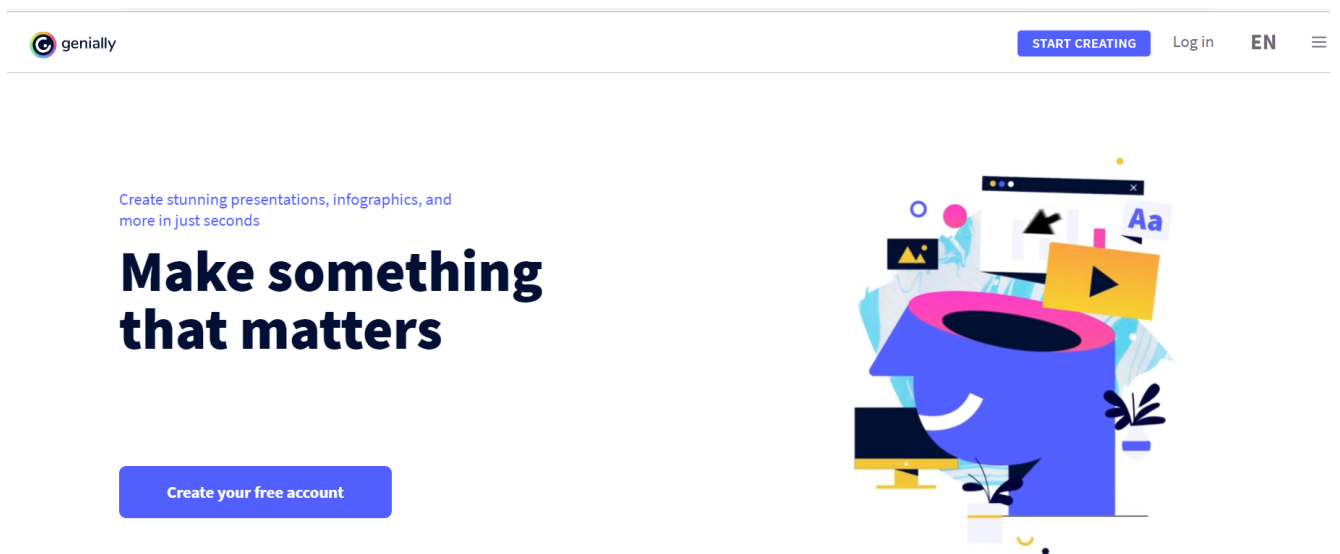 genially
START CREATING
Log in
EN
Create stunning presentations, infographics, and
more in just seconds
Make something
that matters
Aa
Create your free account